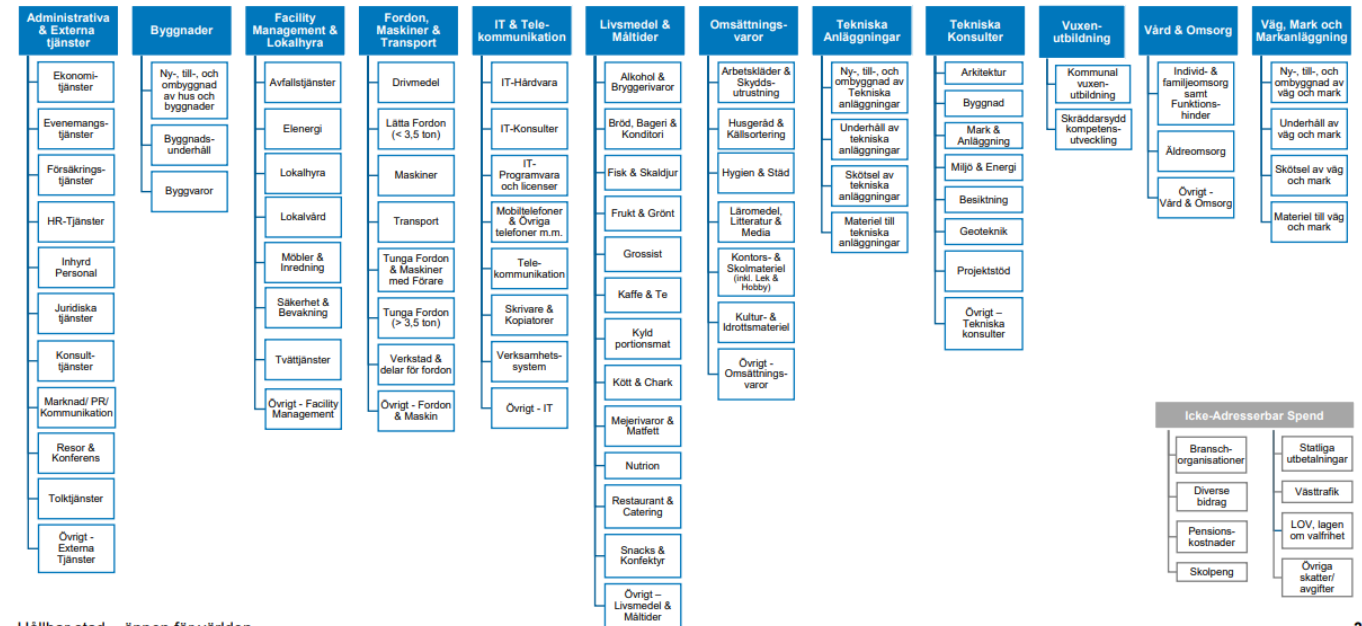 Administrativa
& Externa
tjänster
Ekonomi-
tjänster
Evenemangs-
tjänster
Försäkrings-
tjänster
HR-Tjänster
Inhyrd
Personal
Juridiska
tjänster
Konsult-
tjänster
Marknad/ PR/
Kommunikation
Resor &
Konferens
Tolktjänster
Övrigt -
Externa
Tjänster
Byggnader
Ny-, till-, och
ombyggnad
av hus och
byggnader
Byggnads-
underhåll
Byggvaror
Facility
Management &
Lokalhyra
Avfallstjänster
Elenergi
Lokalhyra
Lokalvård
Möbler &
Inredning
Säkerhet &
Bevakning
Tvättjänster
Övrigt - Facility
Management
Fordon,
Maskiner &
Transport
Drivmedel
Lätta Fordon
(< 3,5 ton)
Maskiner
Transport
Tunga Fordon
& Maskiner
med Förare
Tunga Fordon
(> 3,5 ton)
Verkstad &
delar för fordon
Övrigt - Fordon
& Maskin
IT & Tele-
kommunikation
IT-Hårdvara
IT-Konsulter
IT-
Programvara
och licenser
Mobiltelefoner
& Övriga
telefoner m.m.
Tele-
kommunikation
Skrivare &
Kopiatorer
Verksamhets-
system
Övrigt - IT
Livsmedel &
Måltider
Alkohol &
Bryggerivaror
Bröd, Bageri &
Konditori
Fisk & Skaldjur
Frukt & Grönt
Grossist
Kaffe & Te
Kyld
portionsmat
Kött & Chark
Mejerivaror &
Matfett
Nutrion
Restaurant &
Catering
Snacks &
Konfektyr
Övrigt –
Livsmedel &
Måltider
Omsättnings-
varor
Arbetskläder &
Skydds-
utrustning
Husgeråd &
Källsortering
Hygien & Städ
Läromedel,
Litteratur &
Media
Kontors- &
Skolmateriel
(inkl. Lek &
Hobby)
Kultur- &
Idrottsmateriel
Övrigt -
Omsättnings-
varor
Tekniska
Anläggningar
Ny-, till-, och
ombyggnad av
Tekniska
anläggningar
Underhåll av
tekniska
anläggningar
Skötsel av
tekniska
anläggningar
Materiel till
tekniska
anläggningar
Tekniska
Konsulter
Arkitektur
Byggnad
Mark &
Anläggning
Miljö & Energi
Besiktning
Geoteknik
Projektstöd
Övrigt –
Tekniska
konsulter
Vuxen-
utbildning
Kommunal
vuxen-
utbildning
Skräddarsydd
kompetens-
utveckling
Vård & Omsorg
Individ- &
familjeomsorg
samt
Funktions-
hinder
Äldreomsorg
Övrigt -
Vård & Omsorg
Väg, Mark och
Markanläggning
Ny-, till-, och
ombyggnad av
väg och mark
Underhåll av
väg och mark
Skötsel av väg
och mark
Materiel till väg
och mark
Icke-Adresserbar Spend
Bransch-
organisationer
Diverse
bidrag
Pensions-
kostnader
Skolpeng
Statliga
utbetalningar
Västtrafik
LOV, lagen
om valfrihet
Övriga
skatter/
avgifter